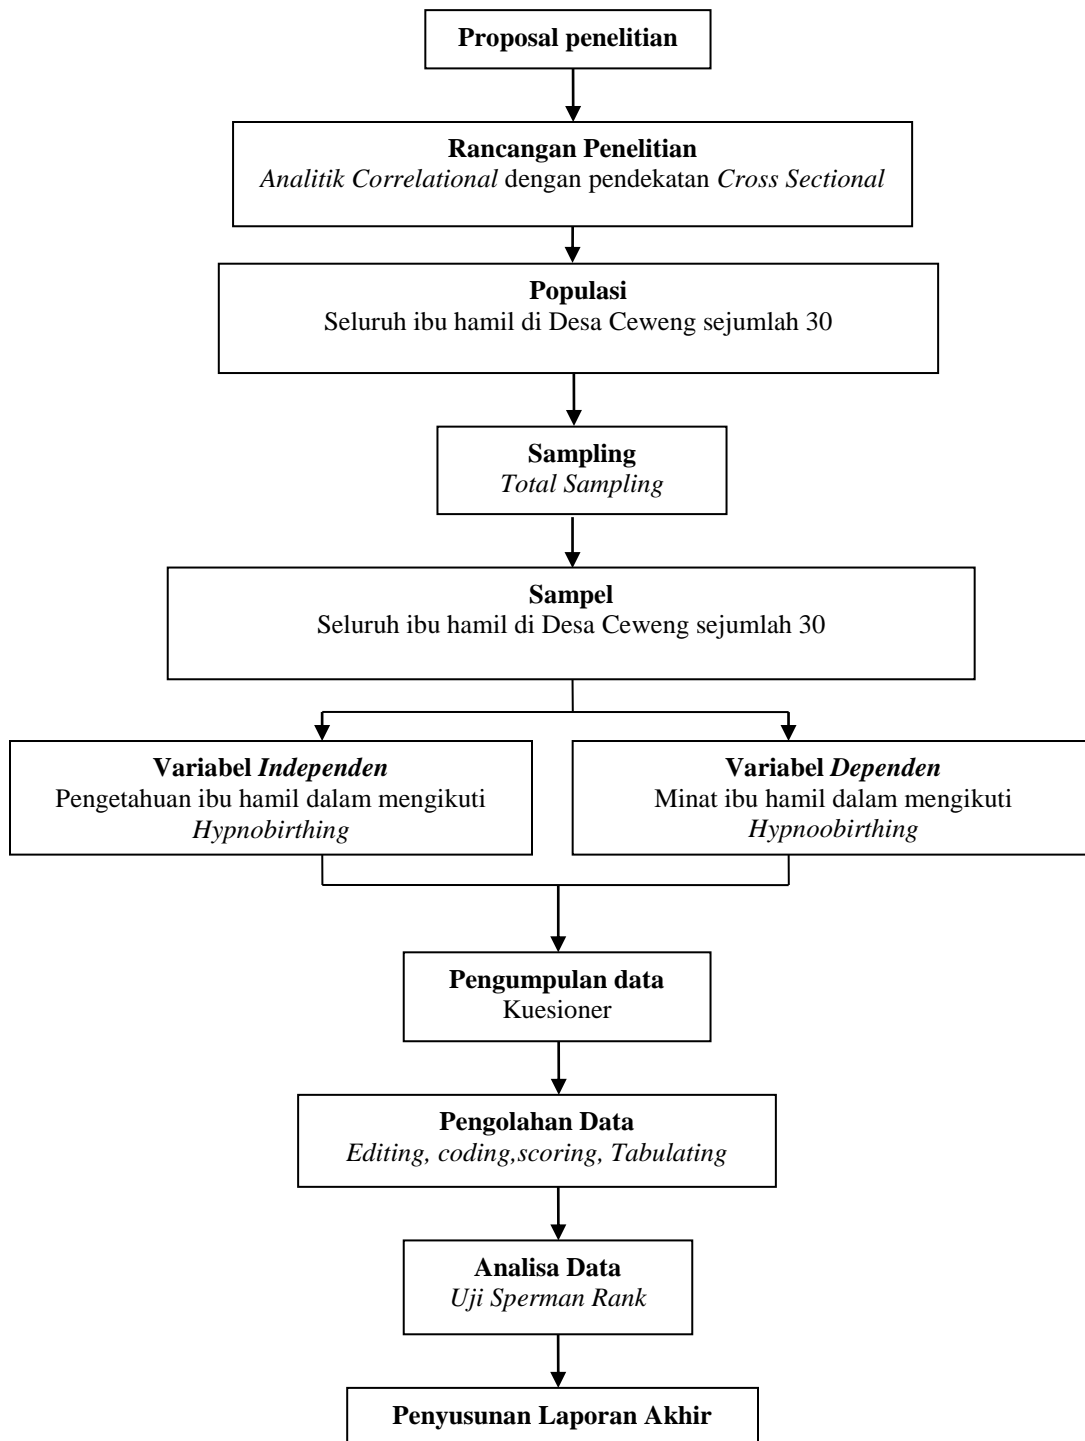 Proposal penelitian
Rancangan Penelitian
Analitik Correlational dengan pendekatan Cross Sectional
Populasi
Seluruh ibu hamil di Desa Ceweng sejumlah 30
Sampling
Total Sampling
Sampel
Seluruh ibu hamil di Desa Ceweng sejumlah 30
Variabel Independen
Pengetahuan ibu hamil dalam mengikuti
Hypnobirthing
Variabel Dependen
Minat ibu hamil dalam mengikuti
Hypnoobirthing
Pengumpulan data
Kuesioner
Pengolahan Data
Editing, coding,scoring, Tabulating
Analisa Data
Uji Sperman Rank
Penyusunan Laporan Akhir